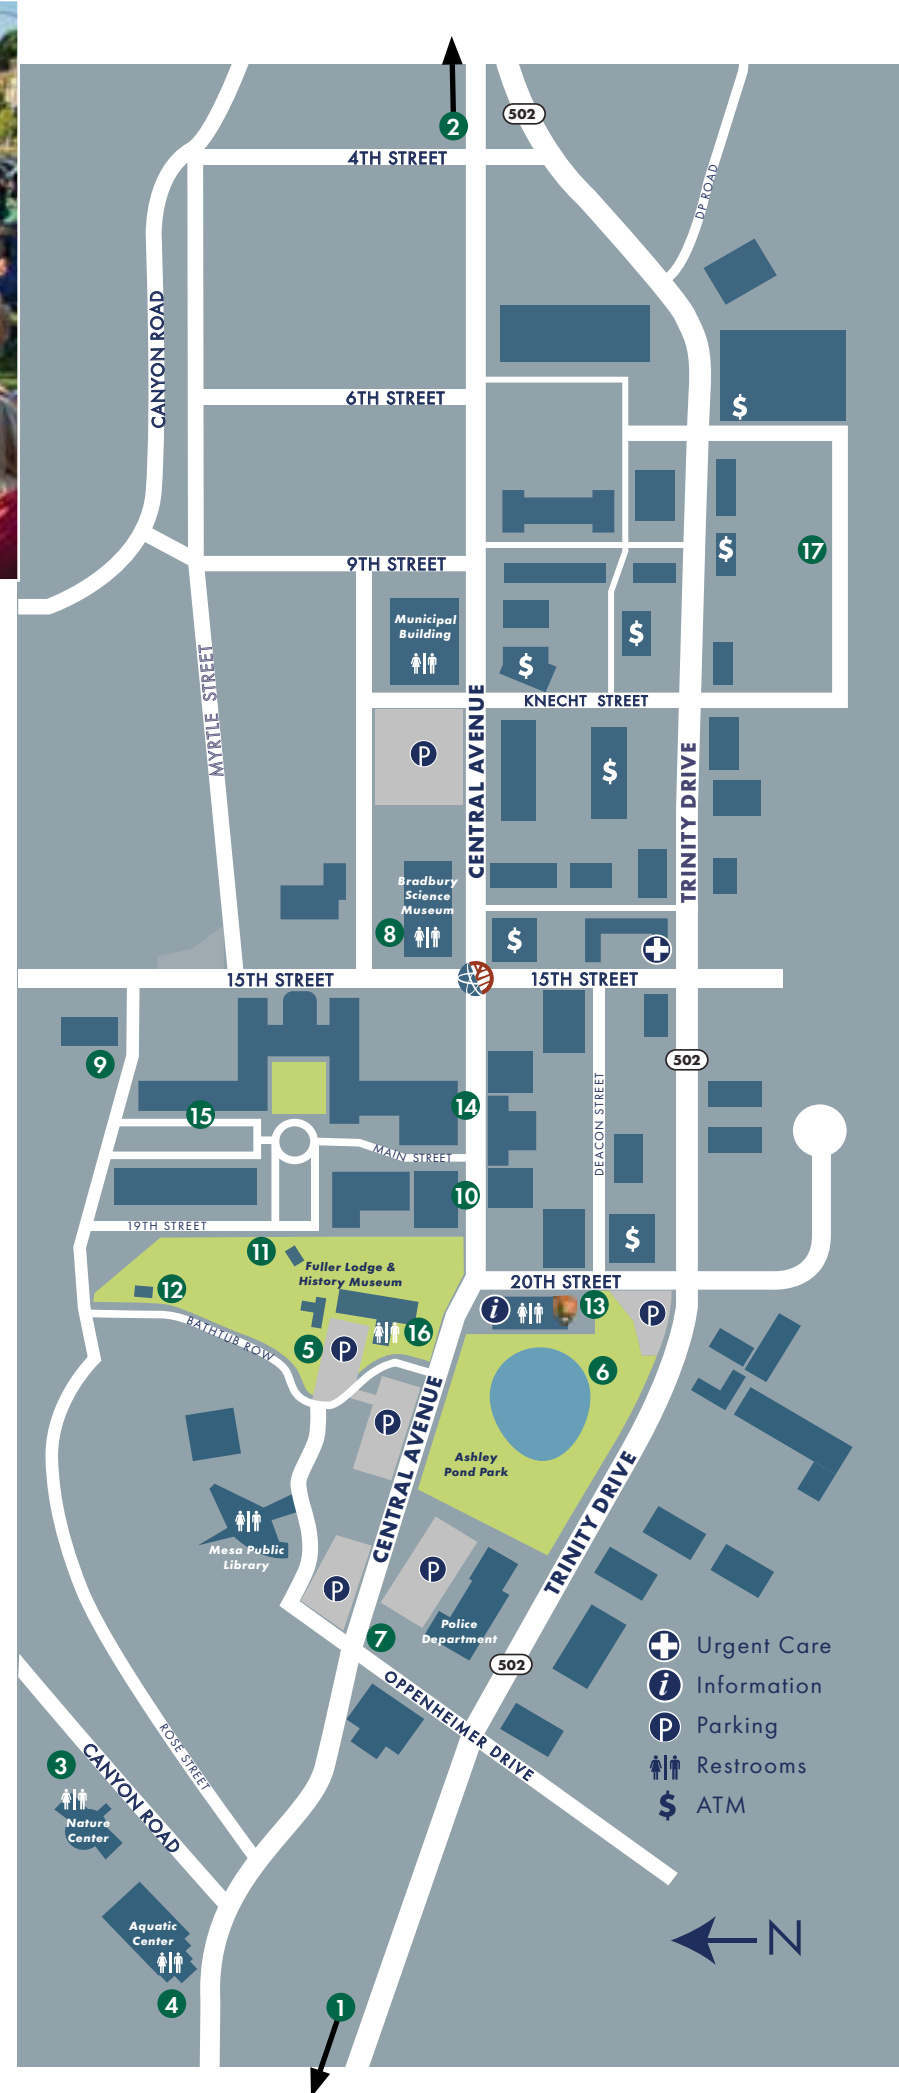 2
502
4TH STREET
DP ROAD
CANYON ROAD
6TH STREET
$
9TH STREET
$
17
Municipal
Building
$
$
MYRTLE STREET
KNECHT STREET
CENTRAL AVENUE
TRINITY DRIVE
P
$
Bradbury
Science
Museum
8
$
15TH STREET
15TH STREET
502
9
14
15
DEACON STREET
MAIN STREET
10
19TH STREET
$
11
Fuller Lodge &
History Museum
20TH STREET
12
i
13
P
BATHTUB ROW
5
P
16
6
CENTRAL AVENUE
P
Ashley
Pond Park
TRINITY DRIVE
Mesa Public
Library
P
P
7
Police
Department
502
OPPENHEIMER DRIVE
Urgent Care
i Information
P Parking
Restrooms
$ ATM
ROSE STREET
3
CANYON ROAD
Nature
Center
Aquatic
Center
N
4
1